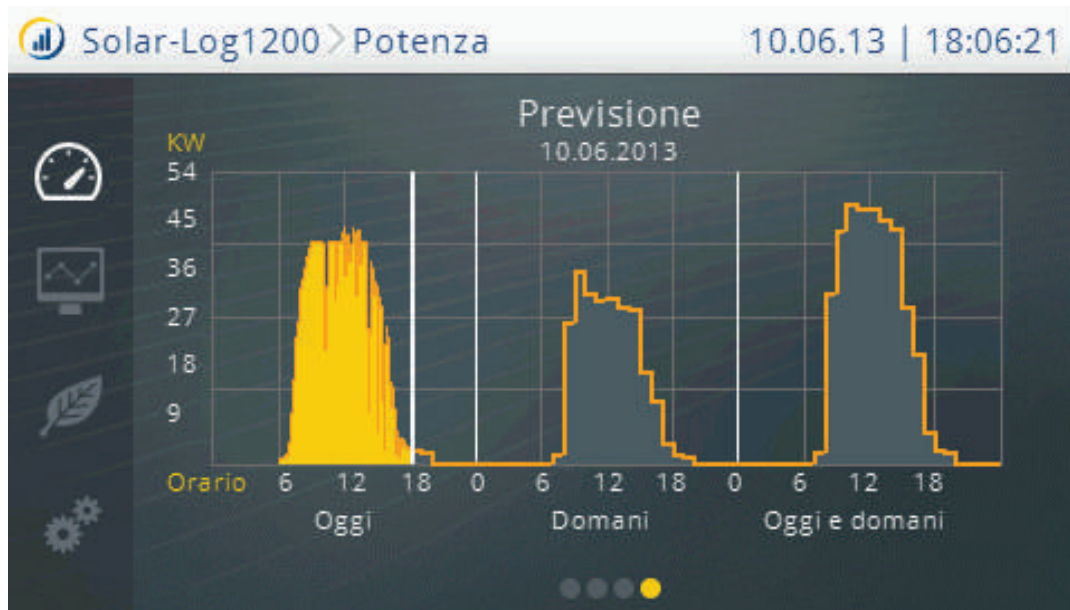 Solar-Log1200 > Potenza 10.06.13 | 18:06:21
Previsione
10.06.2013
KW
54
45
36
27
18
9
Orario 6 12 18 0 6 12 18 0 6 12 18
Oggi Domani Oggi e domani